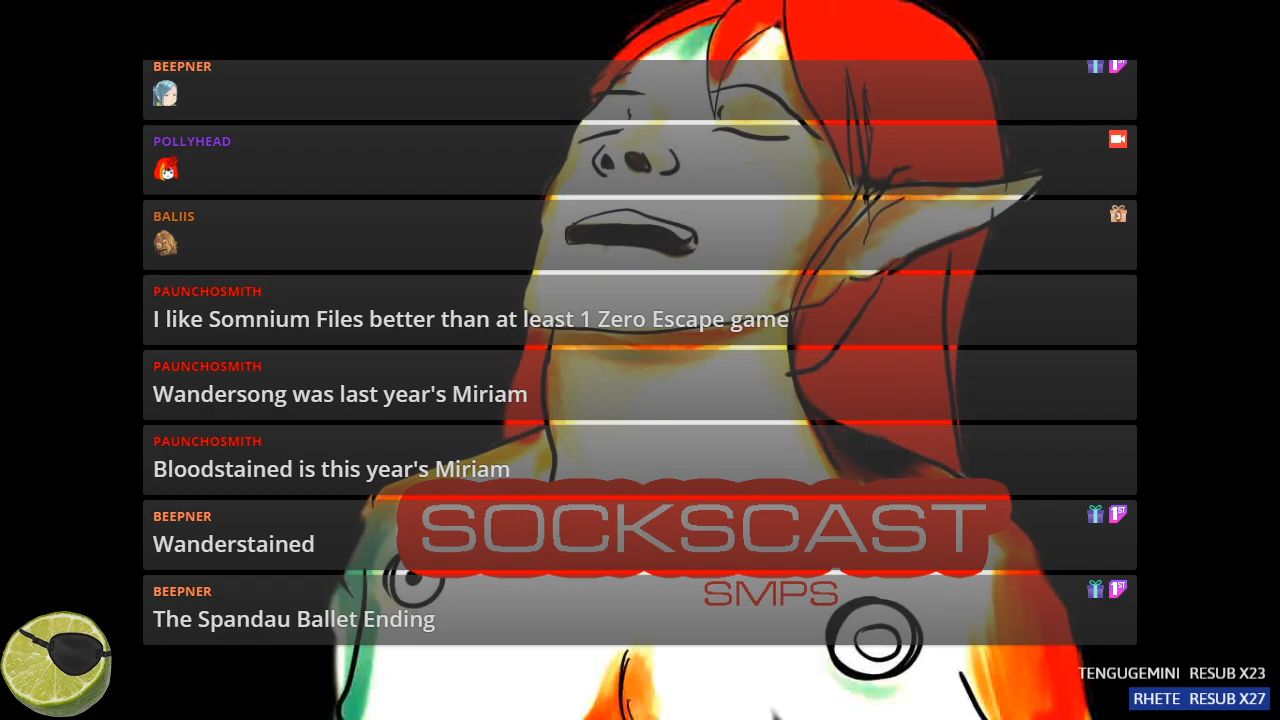 BEEPNER
POLLYHEAD
BALIIS
PAUNCHOSMITH
I like Somnium Files better than at least 1 Zero Escape game
PAUNCHOSMITH
Wandersong was last year's Miriam
PAUNCHOSMITH
Bloodstained is this year's Miriam
BEEPNER
1ST
Wanderstained
BEEPNER
1ST
The Spandau Ballet Ending
SOCKSCAST
SMPS
TENGUGEMINI RESUB X23
RHETE RESUB X27